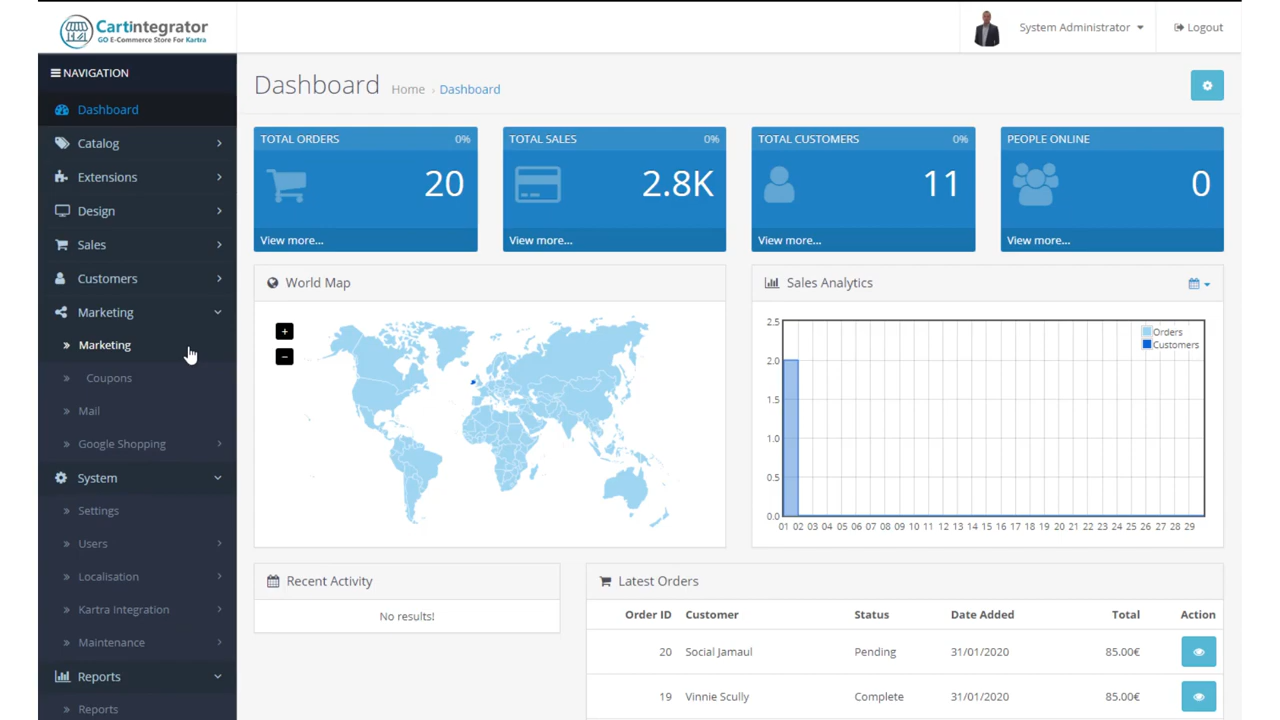 Cartintegrator
GO E-Commerce Store For Kartra
System Administrator
Logout
NAVIGATION
Dashboard
Catalog
Extensions
Design
Sales
Customers
Marketing
» Marketing
» Coupons
» Mail
» Google Shopping
System
» Settings
» Users
» Localisation
» Kartra Integration
» Maintenance
Reports
» Reports
Dashboard Home › Dashboard
TOTAL ORDERS 0%
20
View more...
TOTAL SALES 0%
2.8K
View more...
TOTAL CUSTOMERS 0%
11
View more...
PEOPLE ONLINE
0
View more...
World Map
+
−
Sales Analytics
Orders
Customers
2.5
2.0
1.5
1.0
0.5
0.0
01 02 03 04 05 06 07 08 09 10 11 12 13 14 15 16 17 18 19 20 21 22 23 24 25 26 27 28 29
Recent Activity
No results!
Latest Orders
Order ID Customer Status Date Added Total Action
20 Social Jamaul Pending 31/01/2020 85.00€
19 Vinnie Scully Complete 31/01/2020 85.00€